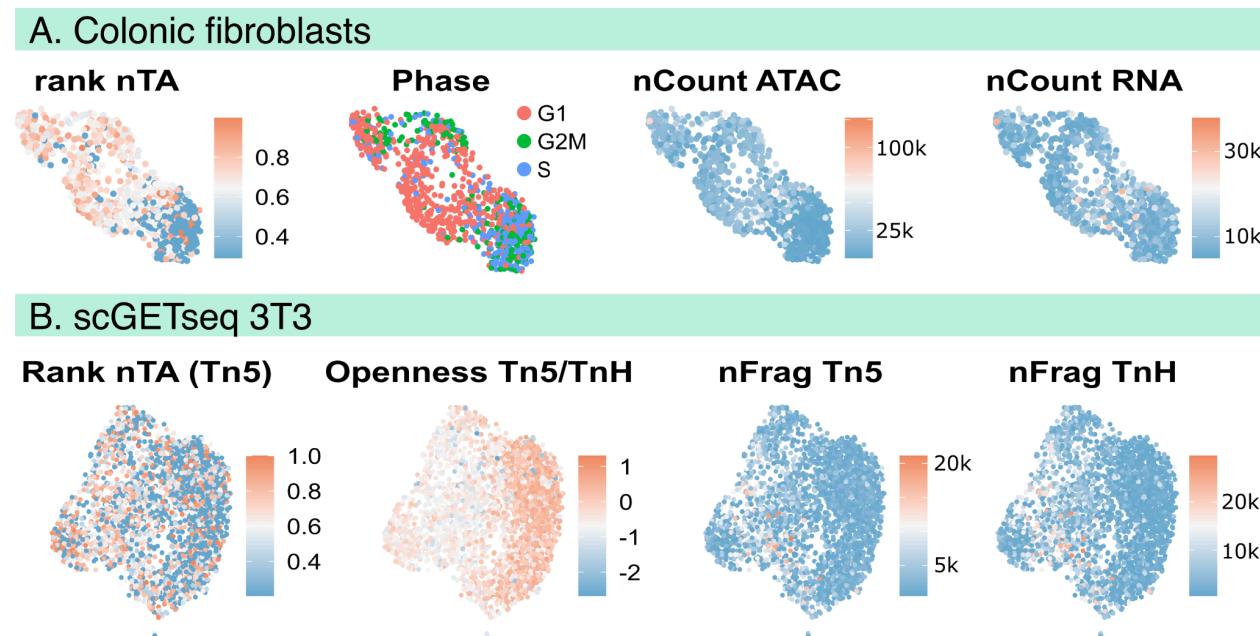 A. Colonic fibroblasts
rank nTA
0.8
0.6
0.4
Phase
G1
G2M
S
nCount ATAC
100k
25k
nCount RNA
30k
10k
B. scGETseq 3T3
Rank nTA (Tn5)
1.0
0.8
0.6
0.4
Openness Tn5/TnH
1
0
-1
-2
nFrag Tn5
20k
5k
nFrag TnH
20k
10k